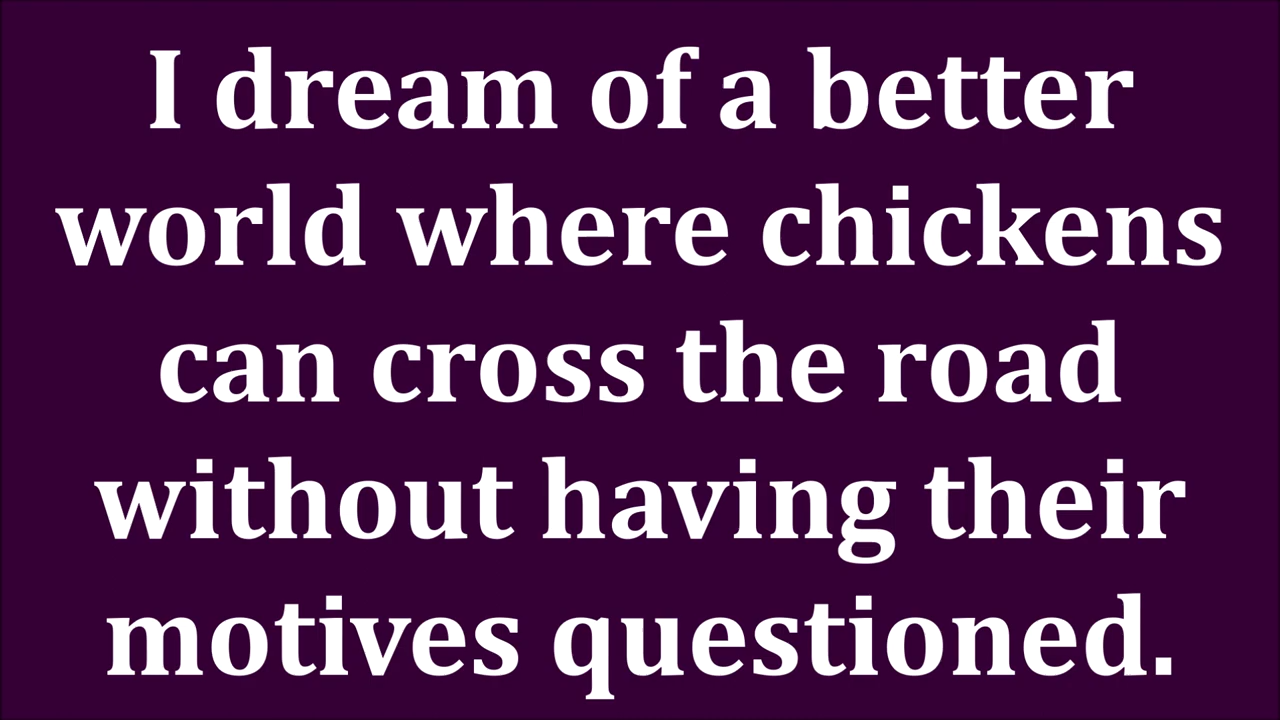 I dream of a better
world where chickens
can cross the road
without having their
motives questioned.